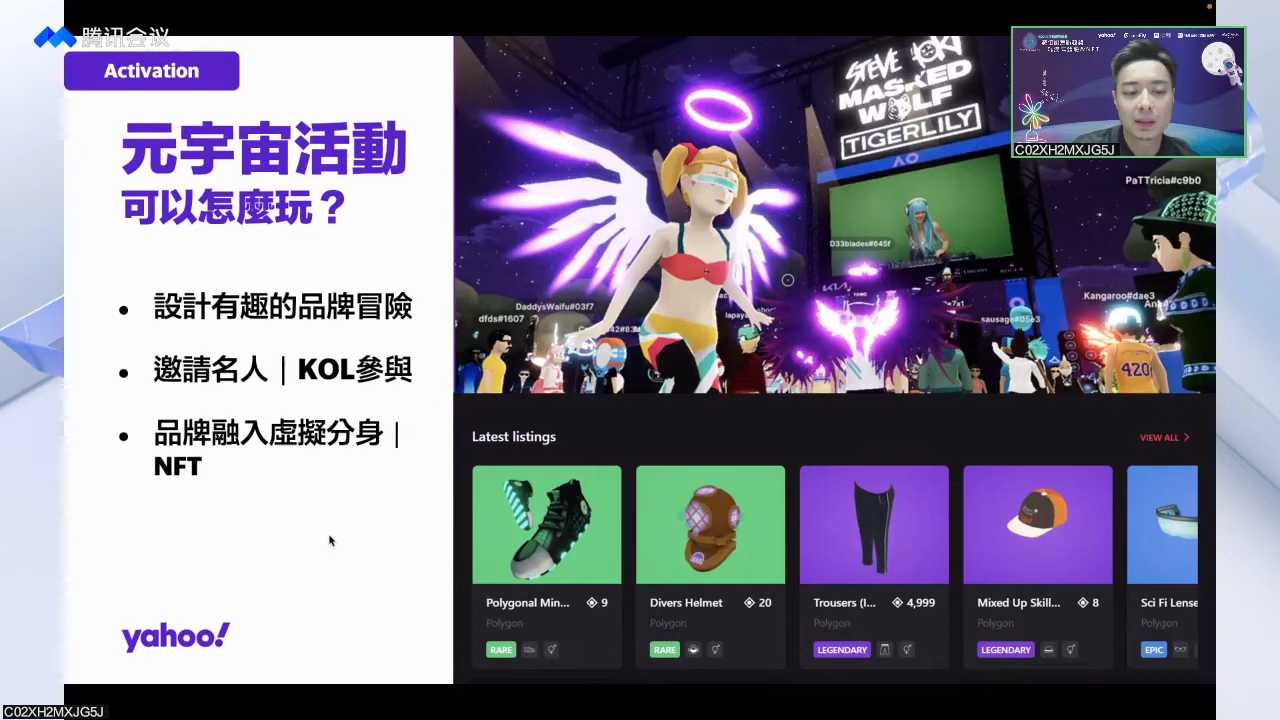 腾讯会议
Activation
元宇宙活動
可以怎麼玩？
• 設計有趣的品牌冒險
• 邀請名人｜KOL參與
• 品牌融入虛擬分身｜
NFT
yahoo!
STEVE AOKI
MASKED
WOLF
TIGERLILY
AO
PaTTricia#c9b0
D33blades#645f
DaddysWaifu#03f7
dfds#1607
Kangaroo#dae3
sausage#05e3
420
Latest listings
VIEW ALL
Polygonal Min... 9
Polygon
RARE
Divers Helmet 20
Polygon
RARE
Trousers (I... 4,999
Polygon
LEGENDARY
Mixed Up Skill... 8
Polygon
LEGENDARY
Sci Fi Lense
Polygon
EPIC
yahoo!
C02XH2MXJG5J
C02XH2MXJG5J